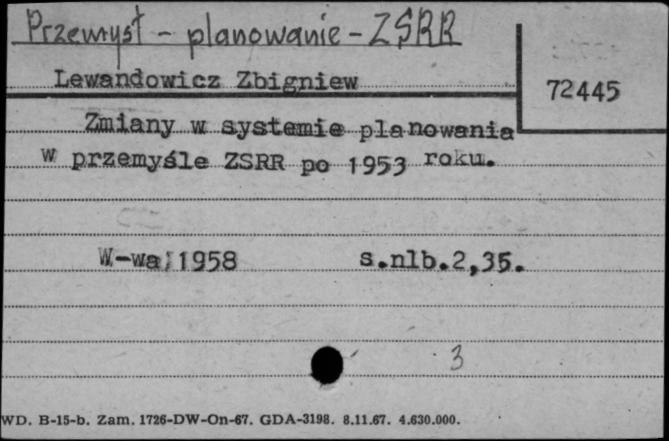 Przemysł - planowanie - ZSRR
Lewandowicz Zbigniew
72445
Zmiany w systemie planowania
w przemyśle ZSRR po 1953 roku.
W-wa, 1958 s.nlb.2,35.
3
WD. B-15-b. Zam. 1726-DW-On-67. GDA-3198. 8.11.67. 4.630.000.